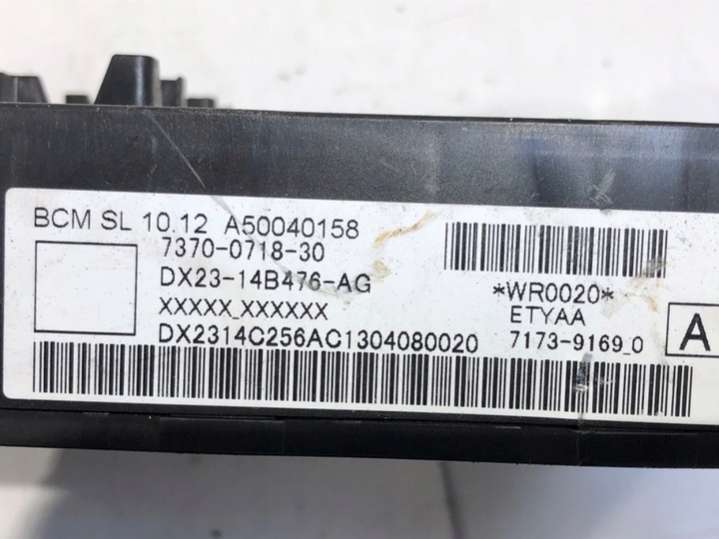 BCM SL 10.12 A50040158
7370-0718-30
DX23-14B476-AG
XXXXX_XXXXXX
DX2314C256AC1304080020
*WR0020*
ETYAA
7173-9169_0
A